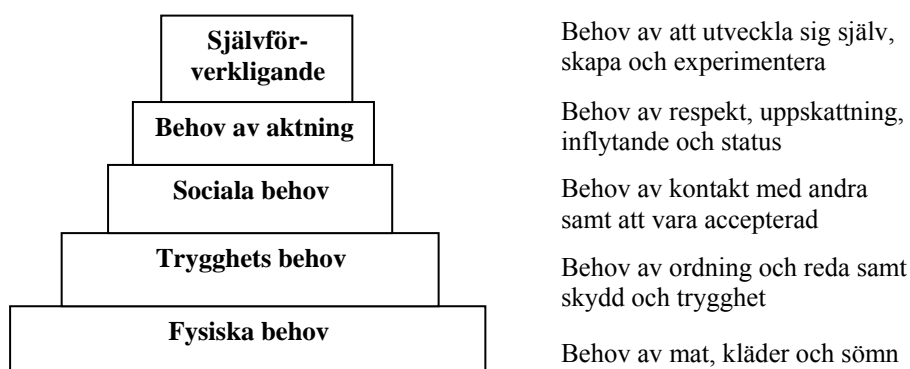 Självför-
verkligande
Behov av att utveckla sig själv,
skapa och experimentera
Behov av aktning
Behov av respekt, uppskattning,
inflytande och status
Sociala behov
Behov av kontakt med andra
samt att vara accepterad
Trygghets behov
Behov av ordning och reda samt
skydd och trygghet
Fysiska behov
Behov av mat, kläder och sömn